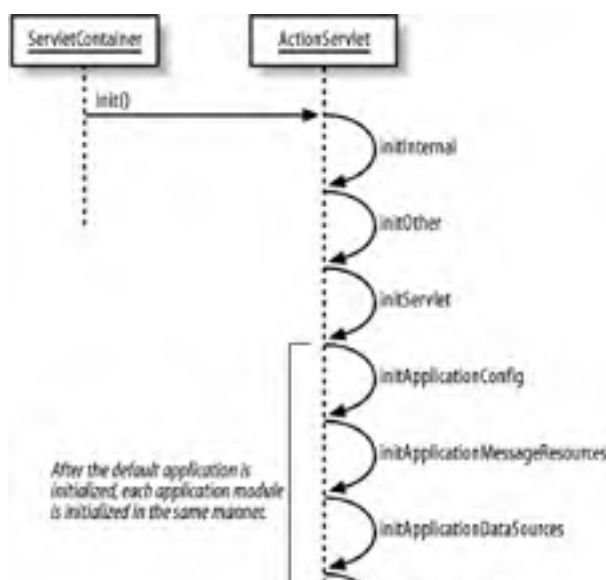 ServletContainer
ActionServlet
init()
initInternal
initOther
initServlet
initApplicationConfig
initApplicationMessageResources
After the default application is
initialized, each application module
is initialized in the same manner.
initApplicationDataSources